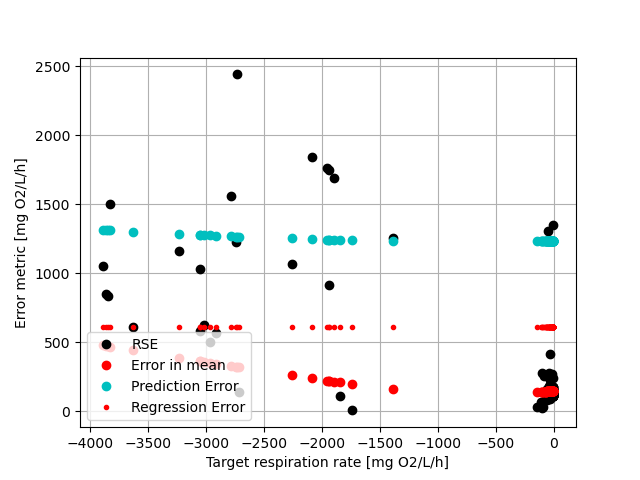 2500
2000
1500
1000
500
0
Error metric [mg O2/L/h]
RSE
Error in mean
Prediction Error
Regression Error
−4000 −3500 −3000 −2500 −2000 −1500 −1000 −500 0
Target respiration rate [mg O2/L/h]